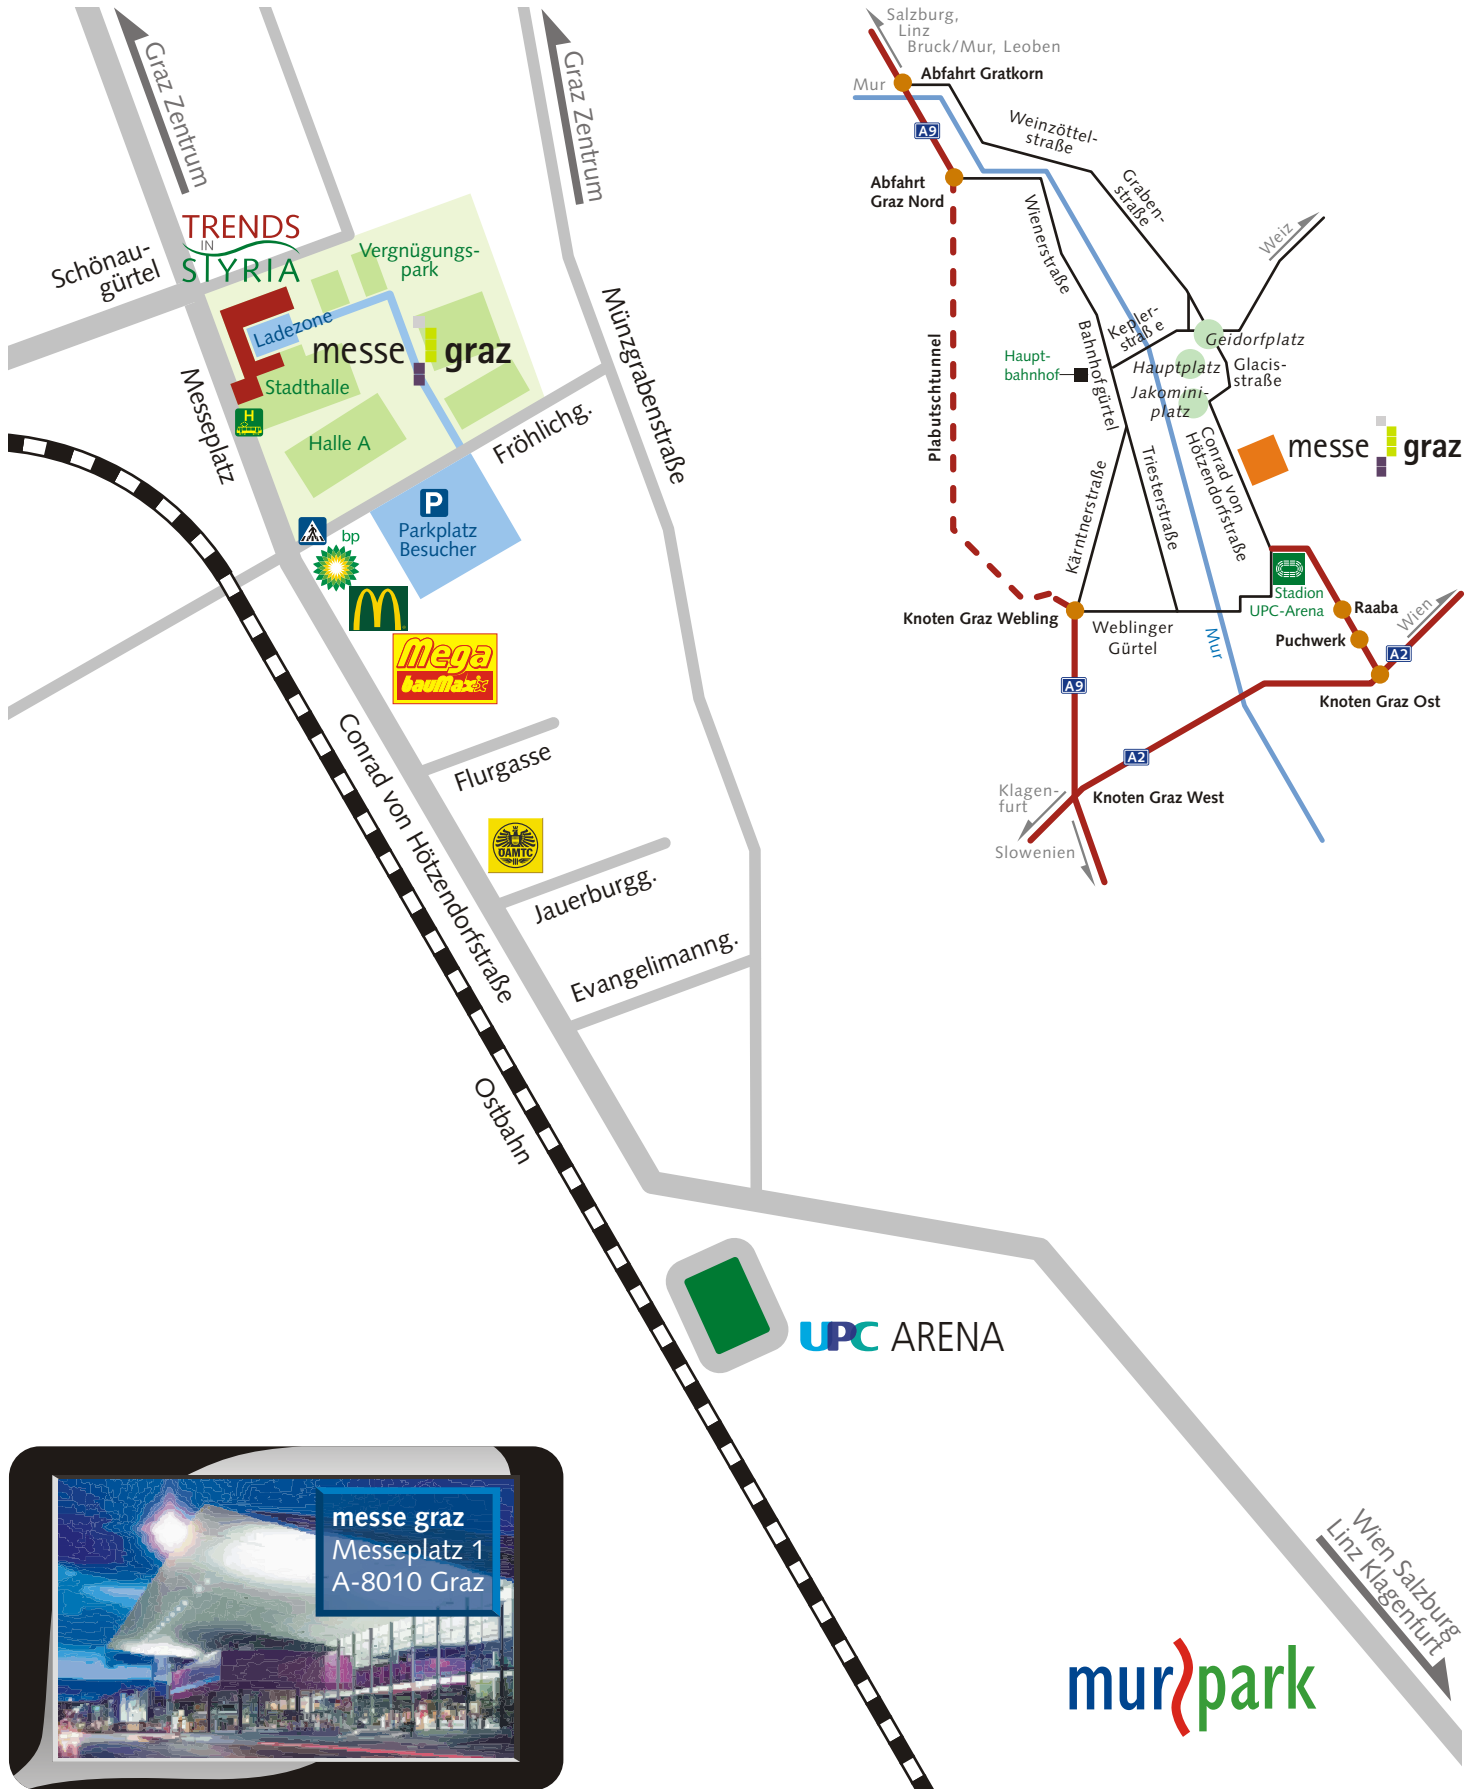 Graz Zentrum
Graz Zentrum
Schönau-
gürtel
TRENDS
IN
STYRIA
Vergnügungs-
park
Ladezone
messe graz
Stadthalle
Halle A
H
Messeplatz
Fröhlichg.
Münzgrabenstraße
P
Parkplatz
Besucher
bp
Mega
bauMax
Conrad von Hötzendorfstraße
Flurgasse
ÖAMTC
Jauerburgg.
Evangelimanng.
Ostbahn
UPC ARENA
messe graz
Messeplatz 1
A-8010 Graz
mur park
Wien Salzburg
Linz Klagenfurt
Salzburg,
Linz
Bruck/Mur, Leoben
Abfahrt Gratkorn
Mur
A9
Weinzöttel-
straße
Abfahrt
Graz Nord
Graben-
straße
Wienerstraße
Weiz
Plabutschtunnel
Haupt-
bahnhof
Bahnhofgürtel
Kepler-
straße
Geidorfplatz
Hauptplatz
Glacis-
straße
Jakomini-
platz
Conrad von
Hötzendorfstraße
messe graz
Kärntnerstraße
Triesterstraße
Stadion
UPC-Arena
Knoten Graz Webling
Weblinger
Gürtel
Mur
Raaba
Puchwerk
Wien
A2
Knoten Graz Ost
A9
A2
Klagen-
furt
Knoten Graz West
Slowenien